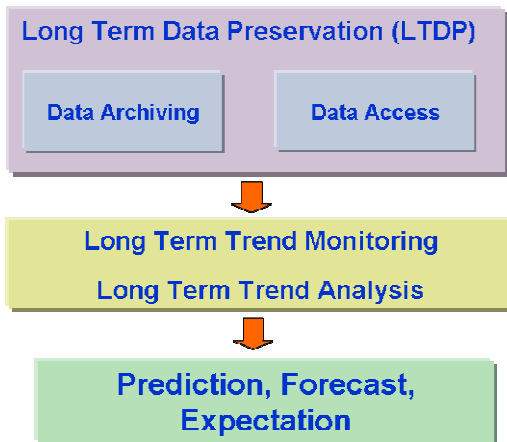 Long Term Data Preservation (LTDP)
Data Archiving
Data Access
Long Term Trend Monitoring
Long Term Trend Analysis
Prediction, Forecast,
Expectation